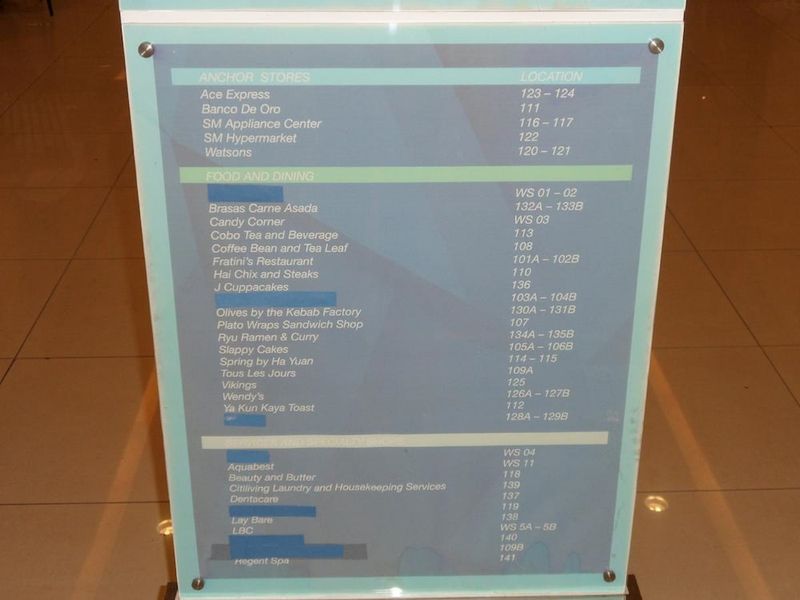 ANCHOR STORES LOCATION
Ace Express 123 – 124
Banco De Oro 111
SM Appliance Center 116 – 117
SM Hypermarket 122
Watsons 120 – 121
FOOD AND DINING
WS 01 – 02
Brasas Carne Asada 132A – 133B
Candy Corner WS 03
Cobo Tea and Beverage 113
Coffee Bean and Tea Leaf 108
Fratini's Restaurant 101A – 102B
Hai Chix and Steaks 110
J Cuppacakes 136
103A – 104B
Olives by the Kebab Factory 130A – 131B
Plato Wraps Sandwich Shop 107
Ryu Ramen & Curry 134A – 135B
Slappy Cakes 105A – 106B
Spring by Ha Yuan 114 – 115
Tous Les Jours 109A
Vikings 125
Wendy's 126A – 127B
Ya Kun Kaya Toast 112
128A – 129B
SERVICES AND SPECIALTY SHOPS
WS 04
Aquabest WS 11
Beauty and Butter 118
Citiliving Laundry and Housekeeping Services 139
Dentacare 137
119
Lay Bare 138
LBC WS 5A – 5B
140
109B
Regent Spa 141